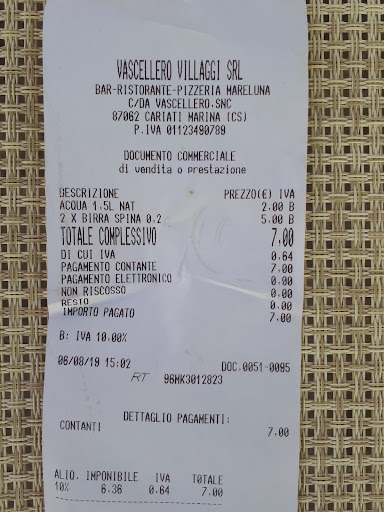 VASCELLERO VILLAGGI SRL
BAR-RISTORANTE-PIZZERIA MARELUNA
C/DA VASCELLERO,SNC
87062 CARIATI MARINA (CS)
P.IVA 01123490789
DOCUMENTO COMMERCIALE
di vendita o prestazione
DESCRIZIONE PREZZO(€) IVA
ACQUA 1.5L NAT 2.00 B
2 X BIRRA SPINA 0.2 5.00 B
TOTALE COMPLESSIVO 7.00
DI CUI IVA 0.64
PAGAMENTO CONTANTE 7.00
PAGAMENTO ELETTRONICO 0.00
NON RISCOSSO 0.00
RESTO 0.00
IMPORTO PAGATO 7.00
B: IVA 10.00%
06/08/19 15:02 DOC.0051-0095
RT 96MK3012823
DETTAGLIO PAGAMENTI:
CONTANTI 7.00
ALIQ. IMPONIBILE IVA TOTALE
10% 6.36 0.64 7.00